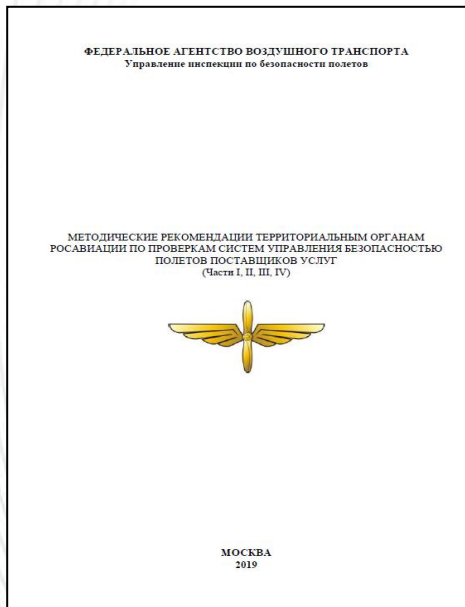 ФЕДЕРАЛЬНОЕ АГЕНТСТВО ВОЗДУШНОГО ТРАНСПОРТА
Управление инспекции по безопасности полетов
МЕТОДИЧЕСКИЕ РЕКОМЕНДАЦИИ ТЕРРИТОРИАЛЬНЫМ ОРГАНАМ
РОСАВИАЦИИ ПО ПРОВЕРКАМ СИСТЕМ УПРАВЛЕНИЯ БЕЗОПАСНОСТЬЮ
ПОЛЕТОВ ПОСТАВЩИКОВ УСЛУГ
(Части I, II, III, IV)
МОСКВА
2019